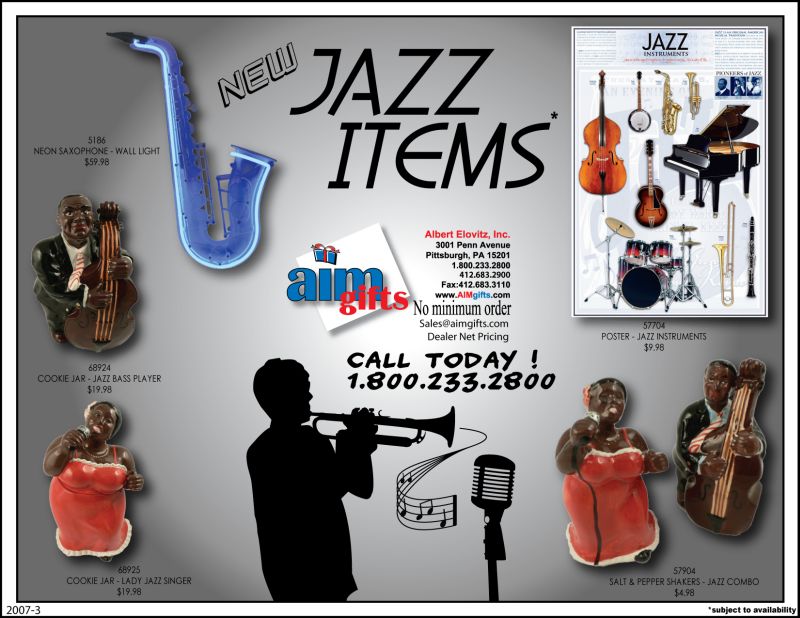 NEW
JAZZ
ITEMS*
5186
NEON SAXOPHONE - WALL LIGHT
$59.98
JAZZ
INSTRUMENTS
PIONEERS of JAZZ
57704
POSTER - JAZZ INSTRUMENTS
$9.98
aim
gifts
Albert Elovitz, Inc.
3001 Penn Avenue
Pittsburgh, PA 15201
1.800.233.2800
412.683.2900
Fax:412.683.3110
www.AIMgifts.com
No minimum order
Sales@aimgifts.com
Dealer Net Pricing
CALL TODAY !
1.800.233.2800
68924
COOKIE JAR - JAZZ BASS PLAYER
$19.98
68925
COOKIE JAR - LADY JAZZ SINGER
$19.98
57904
SALT & PEPPER SHAKERS - JAZZ COMBO
$4.98
2007-3
*subject to availability